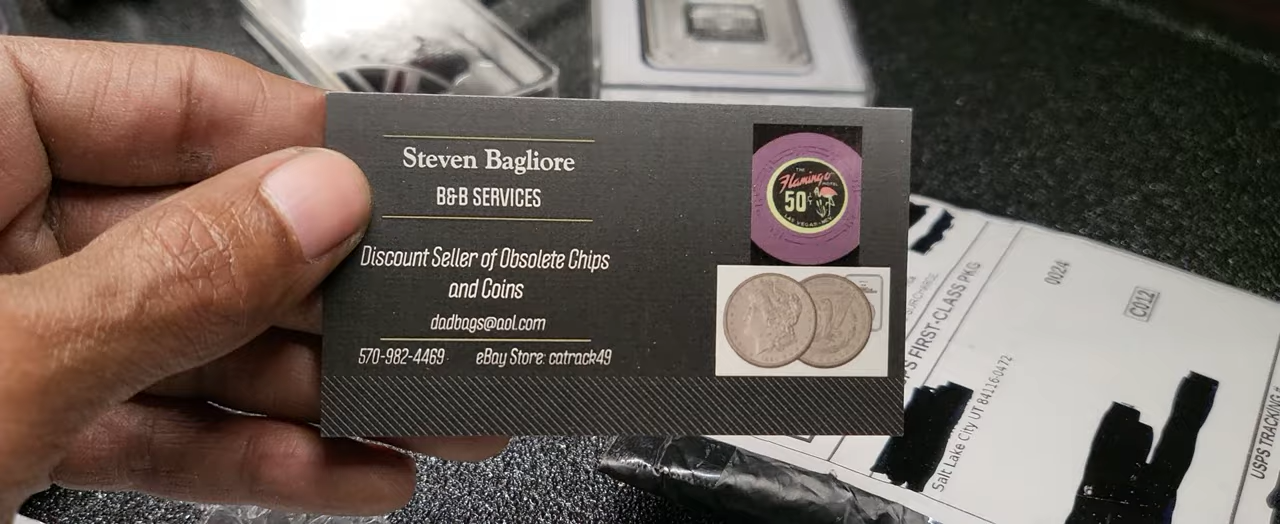 Steven Bagliore
B&B SERVICES
Discount Seller of Obsolete Chips
and Coins
dadbags@aol.com
570-982-4469 eBay Store: catrack49
THE
Flamingo
HOTEL
50¢
LAS VEGAS NEV
FIRST-CLASS PKG
0024
C012
Salt Lake City UT 84116-0472
USPS TRACKING #